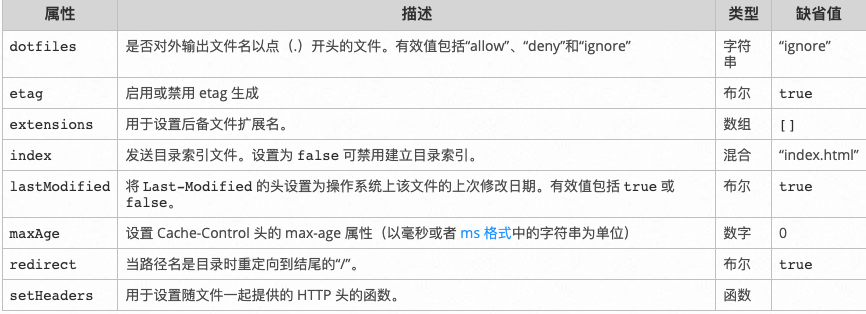 属性 描述 类型 缺省值
dotfiles 是否对外输出文件名以点（.）开头的文件。有效值包括“allow”、“deny”和“ignore” 字符串 “ignore”
etag 启用或禁用 etag 生成 布尔 true
extensions 用于设置后备文件扩展名。 数组 []
index 发送目录索引文件。设置为 false 可禁用建立目录索引。 混合 “index.html”
lastModified 将 Last-Modified 的头设置为操作系统上该文件的上次修改日期。有效值包括 true 或 布尔 true
false。
maxAge 设置 Cache-Control 头的 max-age 属性（以毫秒或者 ms 格式中的字符串为单位） 数字 0
redirect 当路径名是目录时重定向到结尾的“/”。 布尔 true
setHeaders 用于设置随文件一起提供的 HTTP 头的函数。 函数